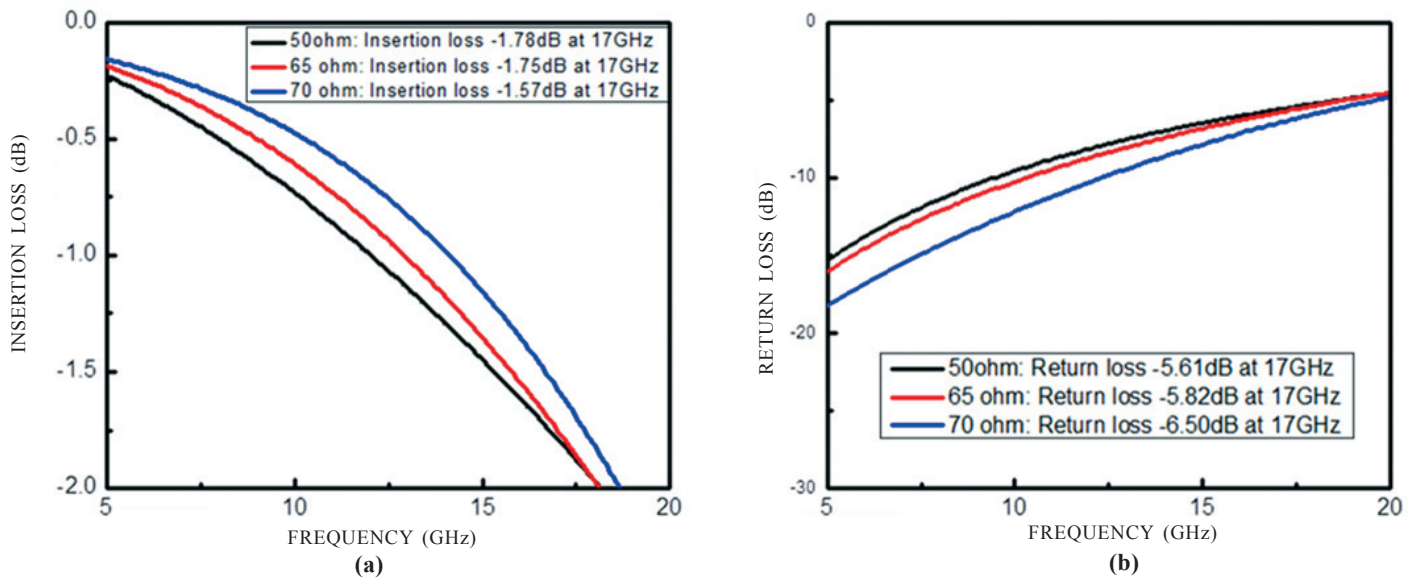 0.0
-0.5
-1.0
-1.5
-2.0
INSERTION LOSS (dB)
50ohm: Insertion loss -1.78dB at 17GHz
65 ohm: Insertion loss -1.75dB at 17GHz
70 ohm: Insertion loss -1.57dB at 17GHz
5 10 15 20
FREQUENCY (GHz)
(a)
0
-10
-20
-30
RETURN LOSS (dB)
50ohm: Return loss -5.61dB at 17GHz
65 ohm: Return loss -5.82dB at 17GHz
70 ohm: Return loss -6.50dB at 17GHz
5 10 15 20
FREQUENCY (GHz)
(b)